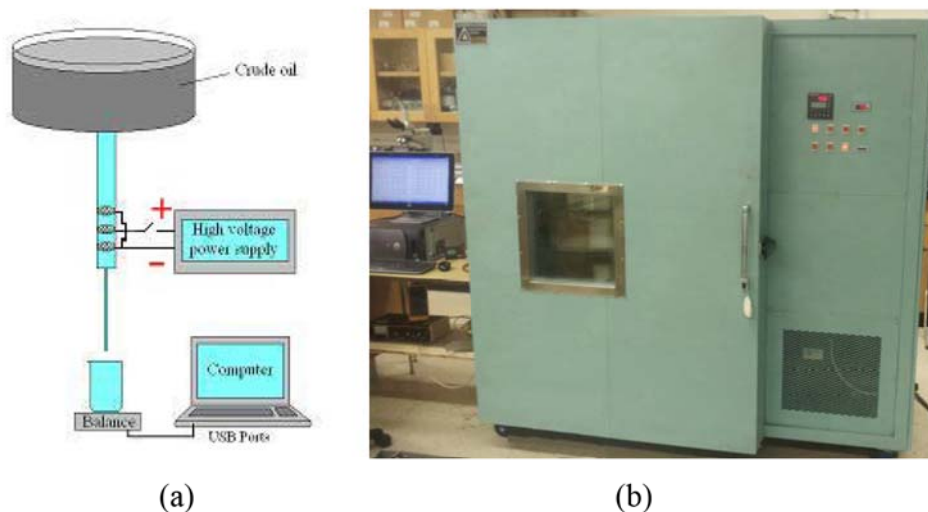 Crude oil
+
High voltage
power supply
−
Computer
Balance
USB Ports
(a)
(b)